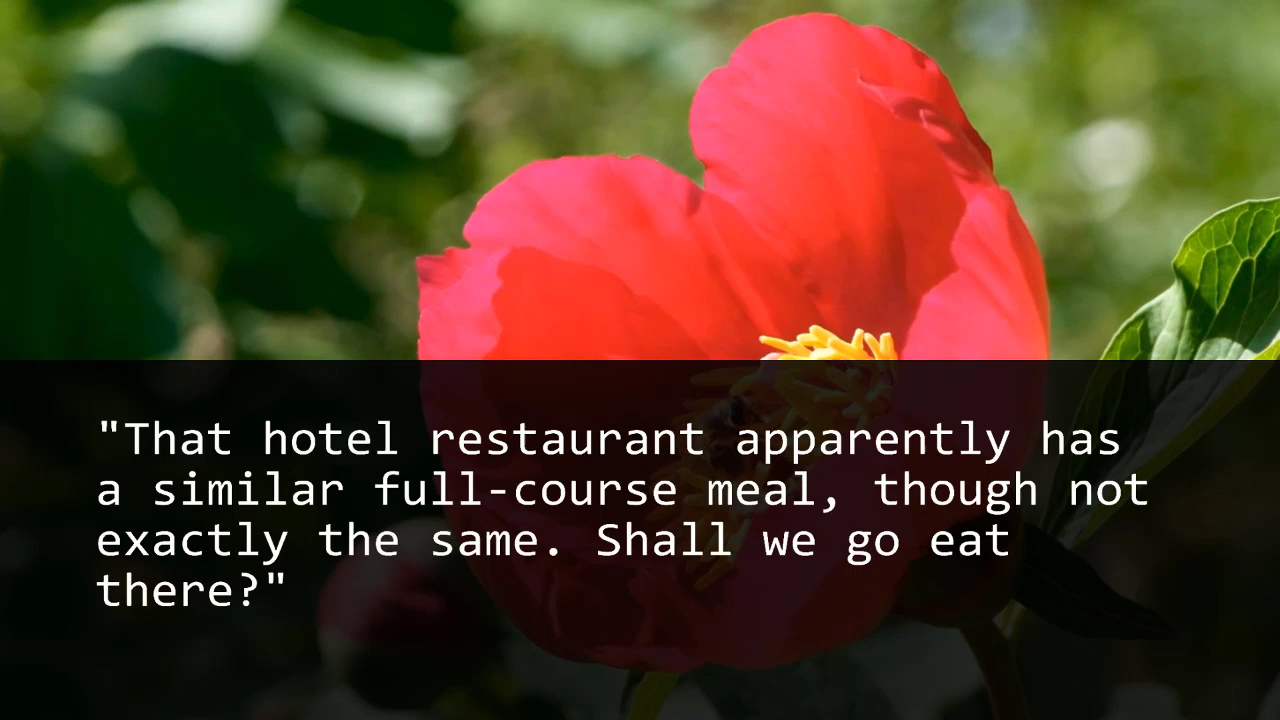 "That hotel restaurant apparently has
a similar full-course meal, though not
exactly the same. Shall we go eat
there?"